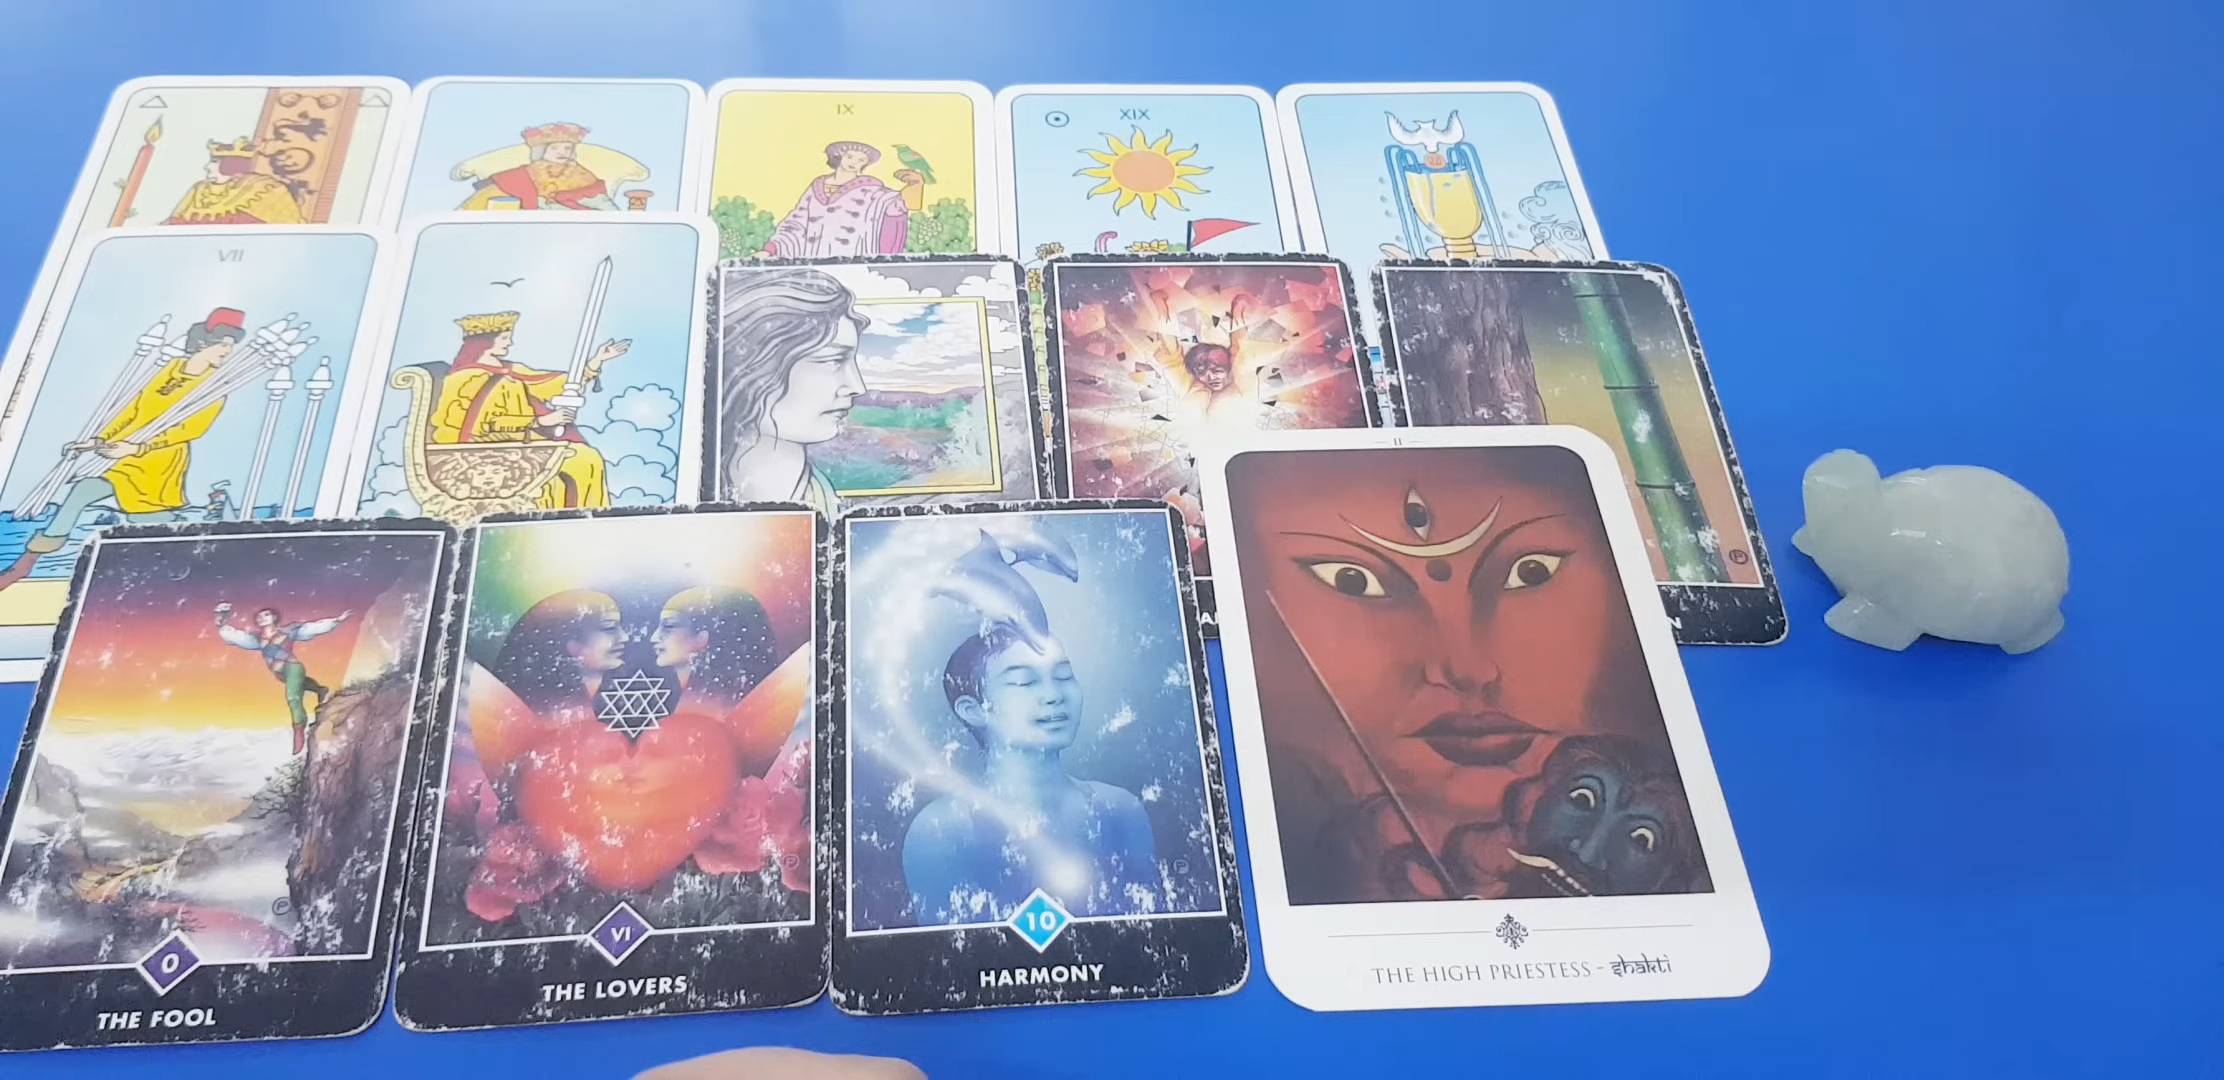 IX
XIX
VII
II
0
THE FOOL
VI
THE LOVERS
10
HARMONY
THE HIGH PRIESTESS - shakti